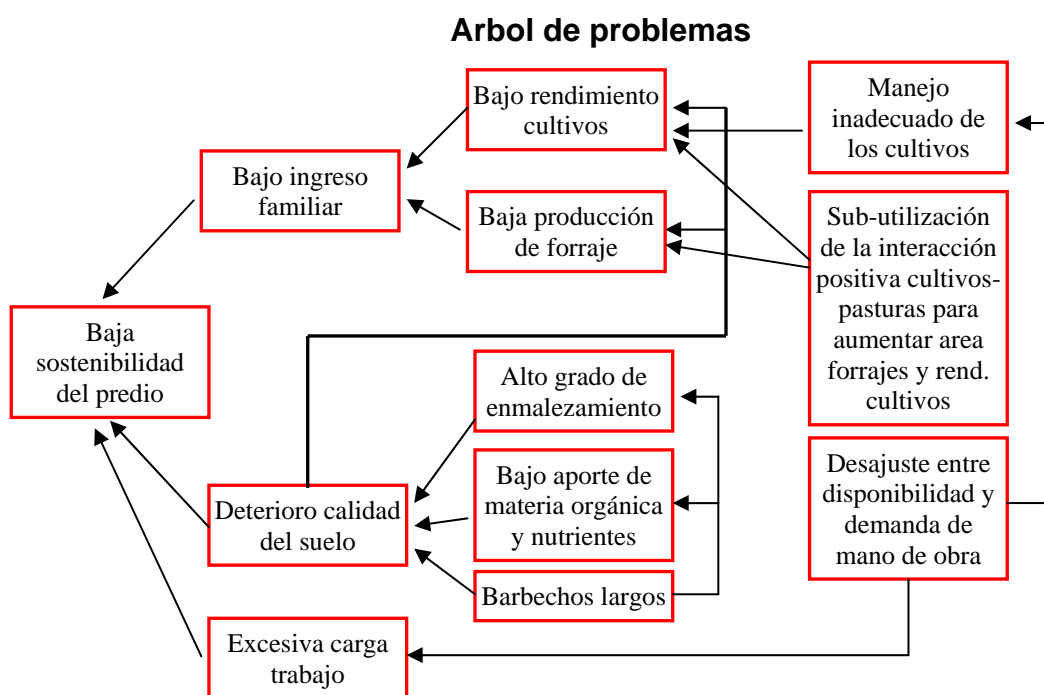 Arbol de problemas
Bajo rendimiento
cultivos
Manejo
inadecuado de
los cultivos
Bajo ingreso
familiar
Baja producción
de forraje
Sub-utilización
de la interacción
positiva cultivos-
pasturas para
aumentar area
forrajes y rend.
cultivos
Baja
sostenibilidad
del predio
Alto grado de
enmalezamiento
Deterioro calidad
del suelo
Bajo aporte de
materia orgánica
y nutrientes
Desajuste entre
disponibilidad y
demanda de
mano de obra
Barbechos largos
Excesiva carga
trabajo